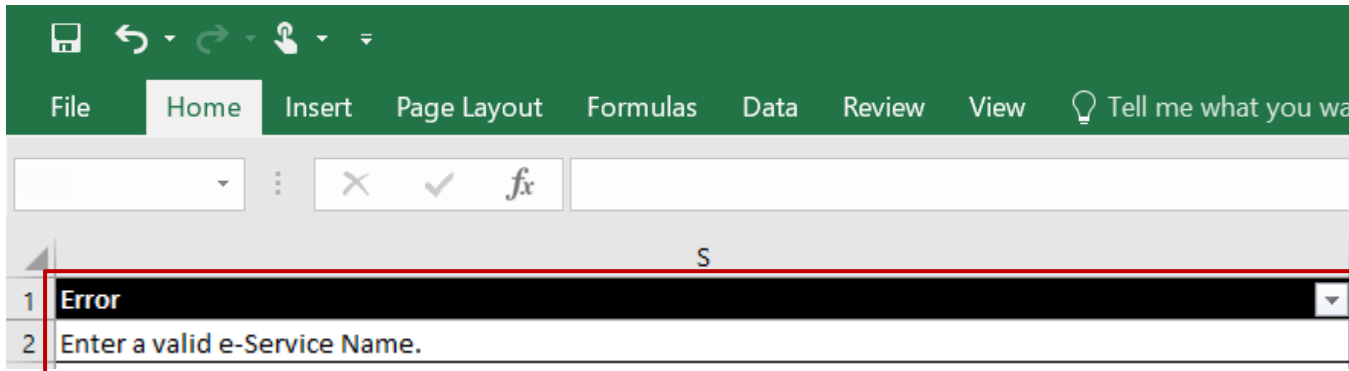 File Home Insert Page Layout Formulas Data Review View Tell me what you wa
fx
S
1 Error
2 Enter a valid e-Service Name.